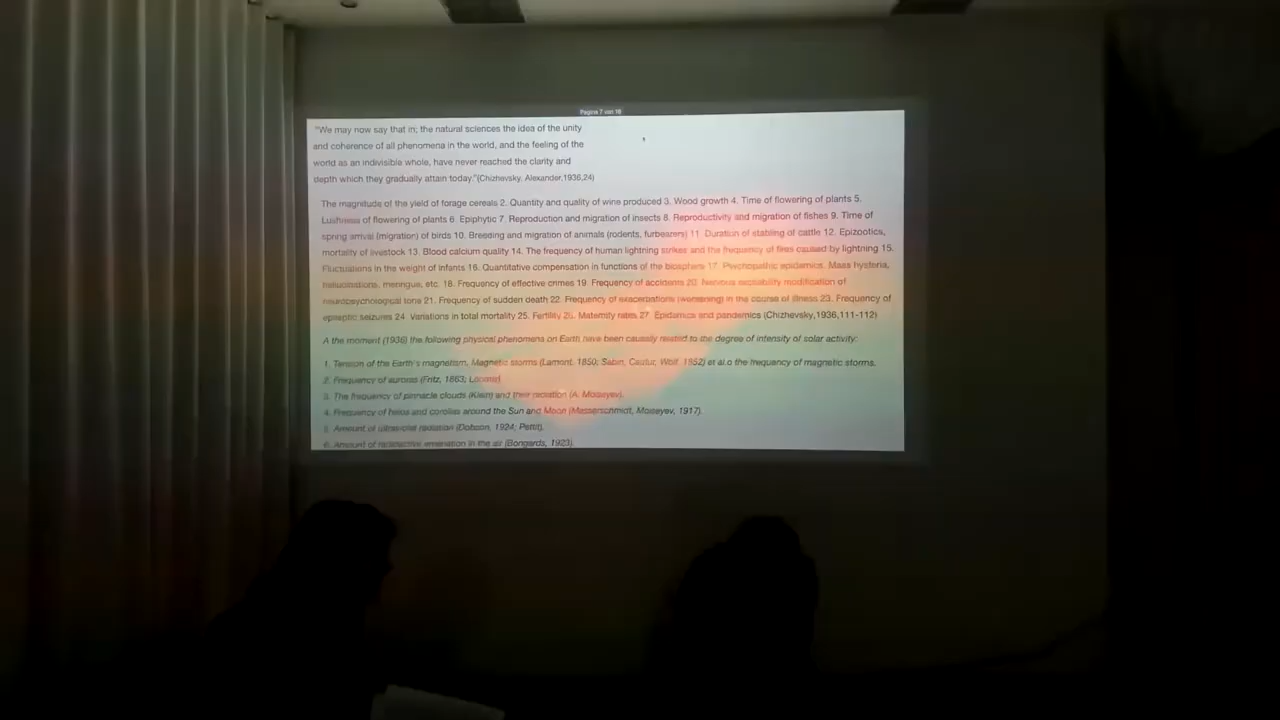 Pagina 7 van 18
"We may now say that in; the natural sciences the idea of the unity
and coherence of all phenomena in the world, and the feeling of the
world as an indivisible whole, have never reached the clarity and
depth which they gradually attain today."(Chizhevsky, Alexander,1936,24)
The magnitude of the yield of forage cereals 2. Quantity and quality of wine produced 3. Wood growth 4. Time of flowering of plants 5.
Lushness of flowering of plants 6. Epiphytic 7. Reproduction and migration of insects 8. Reproductivity and migration of fishes 9. Time of
spring arrival (migration) of birds 10. Breeding and migration of animals (rodents, furbearers) 11. Duration of stabling of cattle 12. Epizootics,
mortality of livestock 13. Blood calcium quality 14. The frequency of human lightning strikes and the frequency of fires caused by lightning 15.
Fluctuations in the weight of infants 16. Quantitative compensation in functions of the biosphere 17. Psychopathic epidemics. Mass hysteria,
hallucinations, meringue, etc. 18. Frequency of effective crimes 19. Frequency of accidents 20. Nervous excitability modification of
neuropsychological tone 21. Frequency of sudden death 22. Frequency of exacerbations (worsening) in the course of illness 23. Frequency of
epileptic seizures 24. Variations in total mortality 25. Fertility 26. Maternity rates 27. Epidemics and pandemics (Chizhevsky,1936,111-112)
A the moment (1936) the following physical phenomena on Earth have been causally related to the degree of intensity of solar activity:
1. Tension of the Earth's magnetism. Magnetic storms (Lamont, 1850; Sabin, Wolf, 1852) et al.o the frequency of magnetic storms.
2. Frequency of auroras (Fritz, 1863;
3. The frequency of pinnacle clouds (Klein) and their radiation (A. Moiseyev).
4. Frequency of halos and corollas around the Sun and Moon (Messerschmidt, Moiseyev, 1917).
5. Amount of ultraviolet radiation (Dobson, 1924; Pettit).
6. Amount of radioactive emanation in the air (Bongards, 1923).